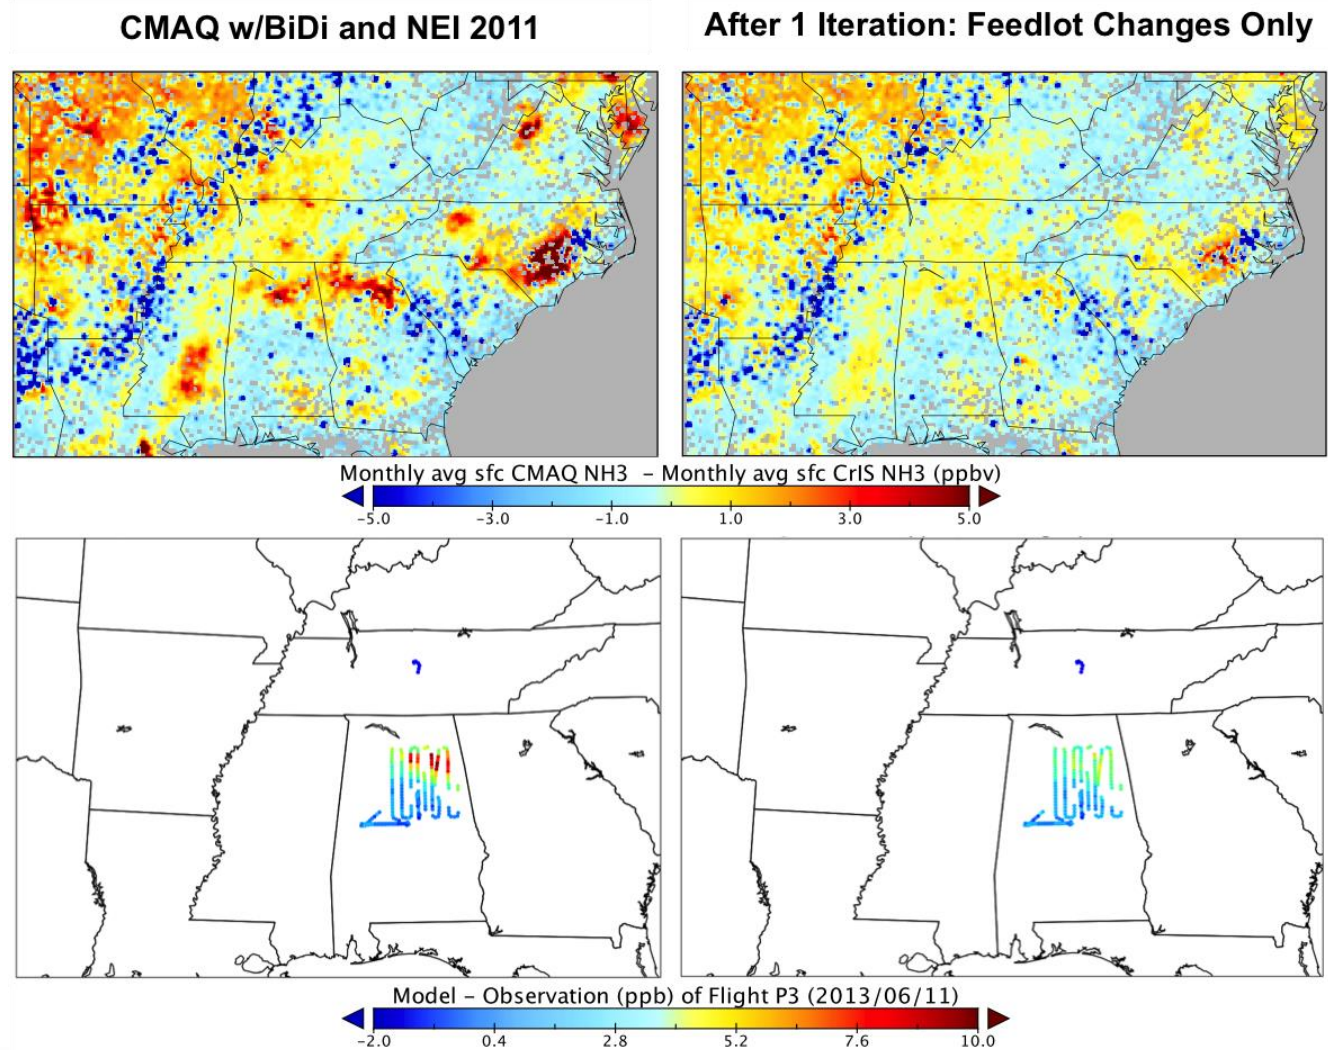 CMAQ w/BiDi and NEI 2011
After 1 Iteration: Feedlot Changes Only
Monthly avg sfc CMAQ NH3 – Monthly avg sfc CrIS NH3 (ppbv)
-5.0 -3.0 -1.0 1.0 3.0 5.0
Model – Observation (ppb) of Flight P3 (2013/06/11)
-2.0 0.4 2.8 5.2 7.6 10.0